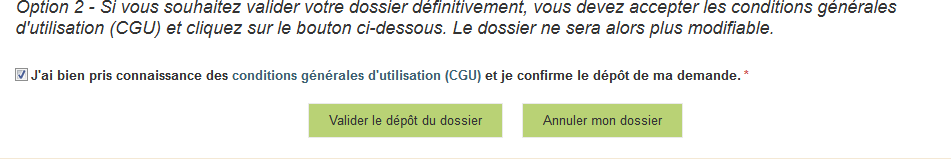 Option 2 - Si vous souhaitez valider votre dossier définitivement, vous devez accepter les conditions générales
d'utilisation (CGU) et cliquez sur le bouton ci-dessous. Le dossier ne sera alors plus modifiable.
J'ai bien pris connaissance des conditions générales d'utilisation (CGU) et je confirme le dépôt de ma demande. *
Valider le dépôt du dossier Annuler mon dossier